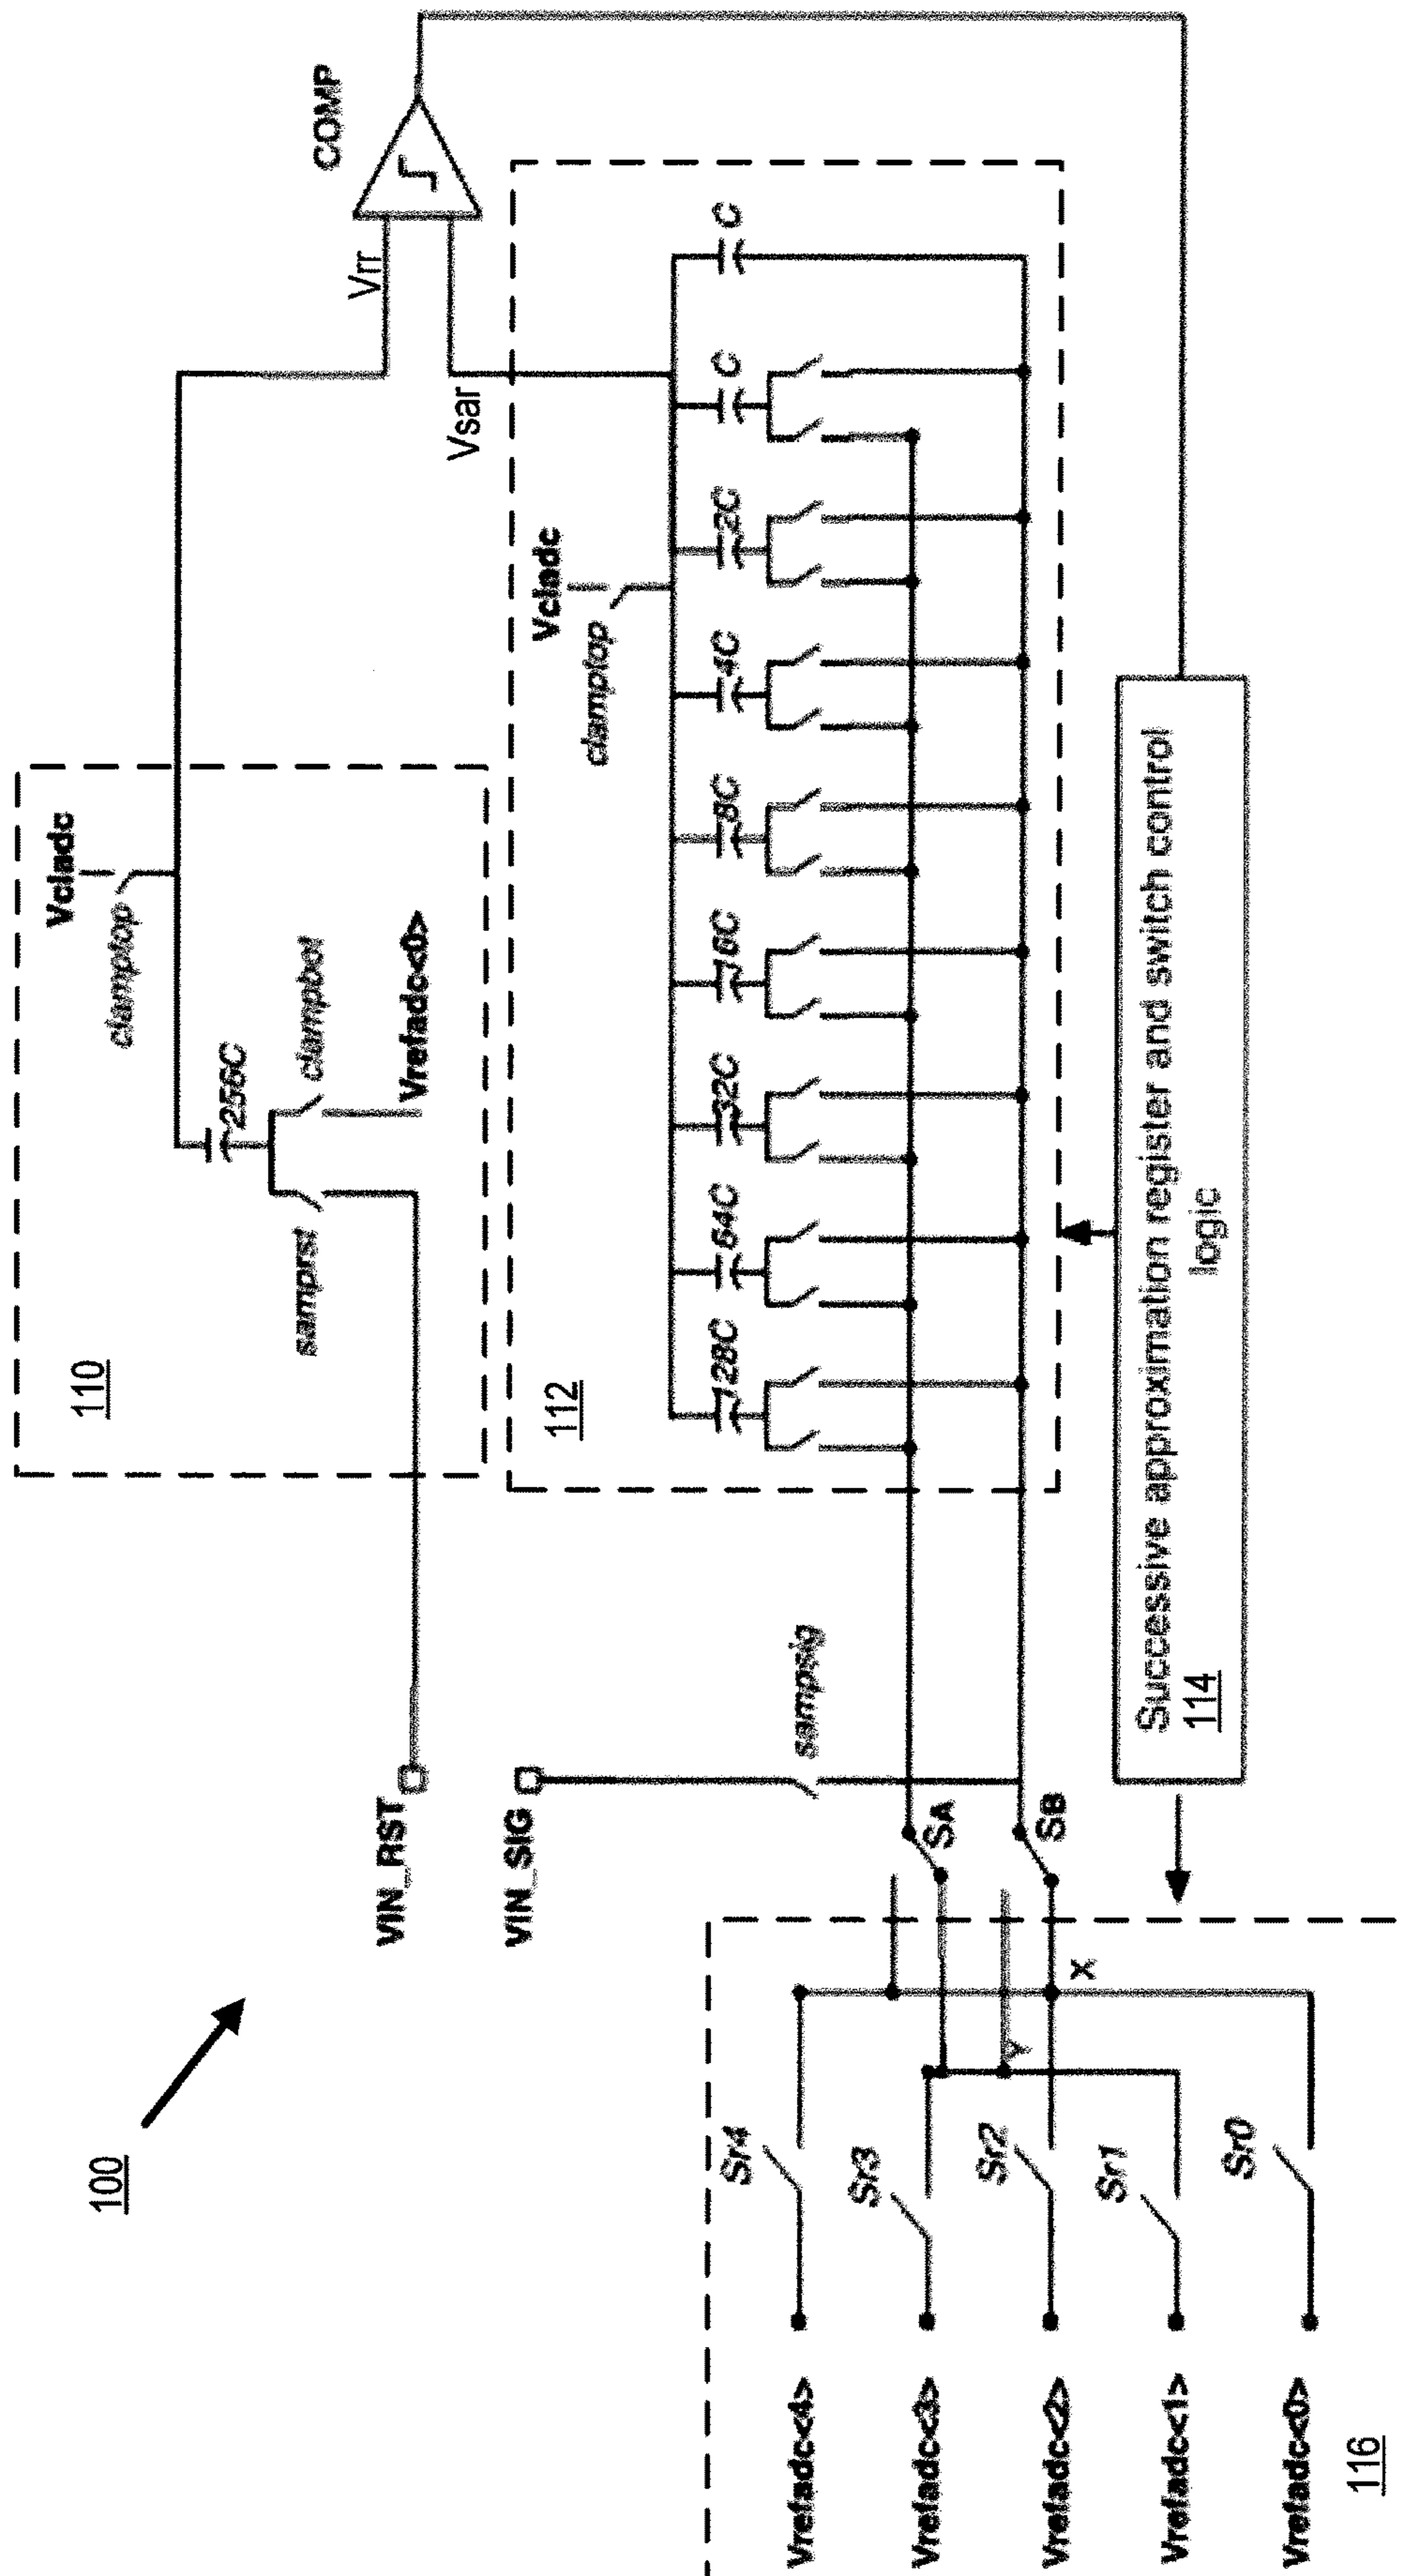 100
110
Vcladc
clamptop
256C
samprst
clampbot
Vrefadc<0>
COMP
Vrr
Vsar
VIN_RST
VIN_SIG
sampsig
112
Vcladc
clamptop
128C
64C
32C
16C
8C
4C
2C
C
C
SA
SB
X
Y
Vrefadc<4>
Sr4
Vrefadc<3>
Sr3
Vrefadc<2>
Sr2
Vrefadc<1>
Sr1
Vrefadc<0>
Sr0
116
Successive approximation register and switch control
logic
114